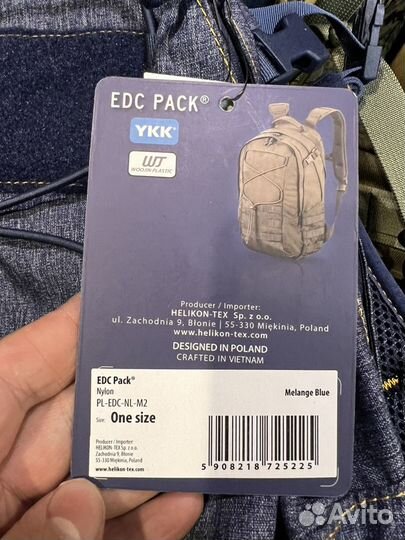 EDC PACK®
YKK®
WJ
WOOJIN PLASTIC
Producer / Importer:
HELIKON-TEX Sp. z o.o.
ul. Zachodnia 9, Błonie | 55-330 Miękinia, Poland
www.helikon-tex.com
DESIGNED IN POLAND
CRAFTED IN VIETNAM
EDC Pack®
Nylon
PL-EDC-NL-M2
Melange Blue
Size: One size
Producer / Importer:
HELIKON-TEX Sp. z o.o.
Zachodnia 9, Błonie
55-330 Miękinia, Poland
www.helikon-tex.com
5 908218 725225
Avito